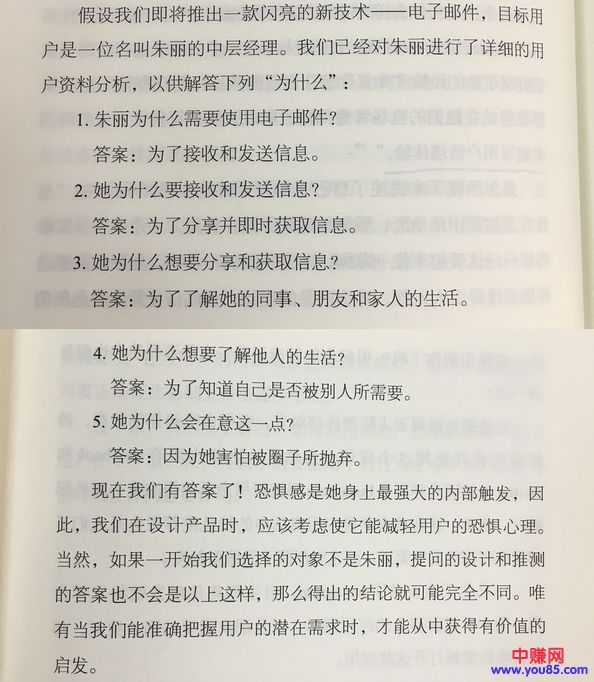 假设我们即将推出一款闪亮的新技术——电子邮件，目标用
户是一位名叫朱丽的中层经理。我们已经对朱丽进行了详细的用
户资料分析，以供解答下列“为什么”：
1. 朱丽为什么需要使用电子邮件？
答案：为了接收和发送信息。
2. 她为什么要接收和发送信息？
答案：为了分享并即时获取信息。
3. 她为什么想要分享和获取信息？
答案：为了了解她的同事、朋友和家人的生活。
4. 她为什么想要了解他人的生活？
答案：为了知道自己是否被别人所需要。
5. 她为什么会在意这一点？
答案：因为她害怕被圈子所抛弃。
现在我们有答案了！恐惧感是她身上最强大的内部触发，因
此，我们在设计产品时，应该考虑使它能减轻用户的恐惧心理。
当然，如果一开始我们选择的对象不是朱丽，提问的设计和推测
的答案也不会是以上这样，那么得出的结论就可能完全不同。唯
有当我们能准确把握用户的潜在需求时，才能从中获得有价值的
启发。
中赚网
www.you85.com